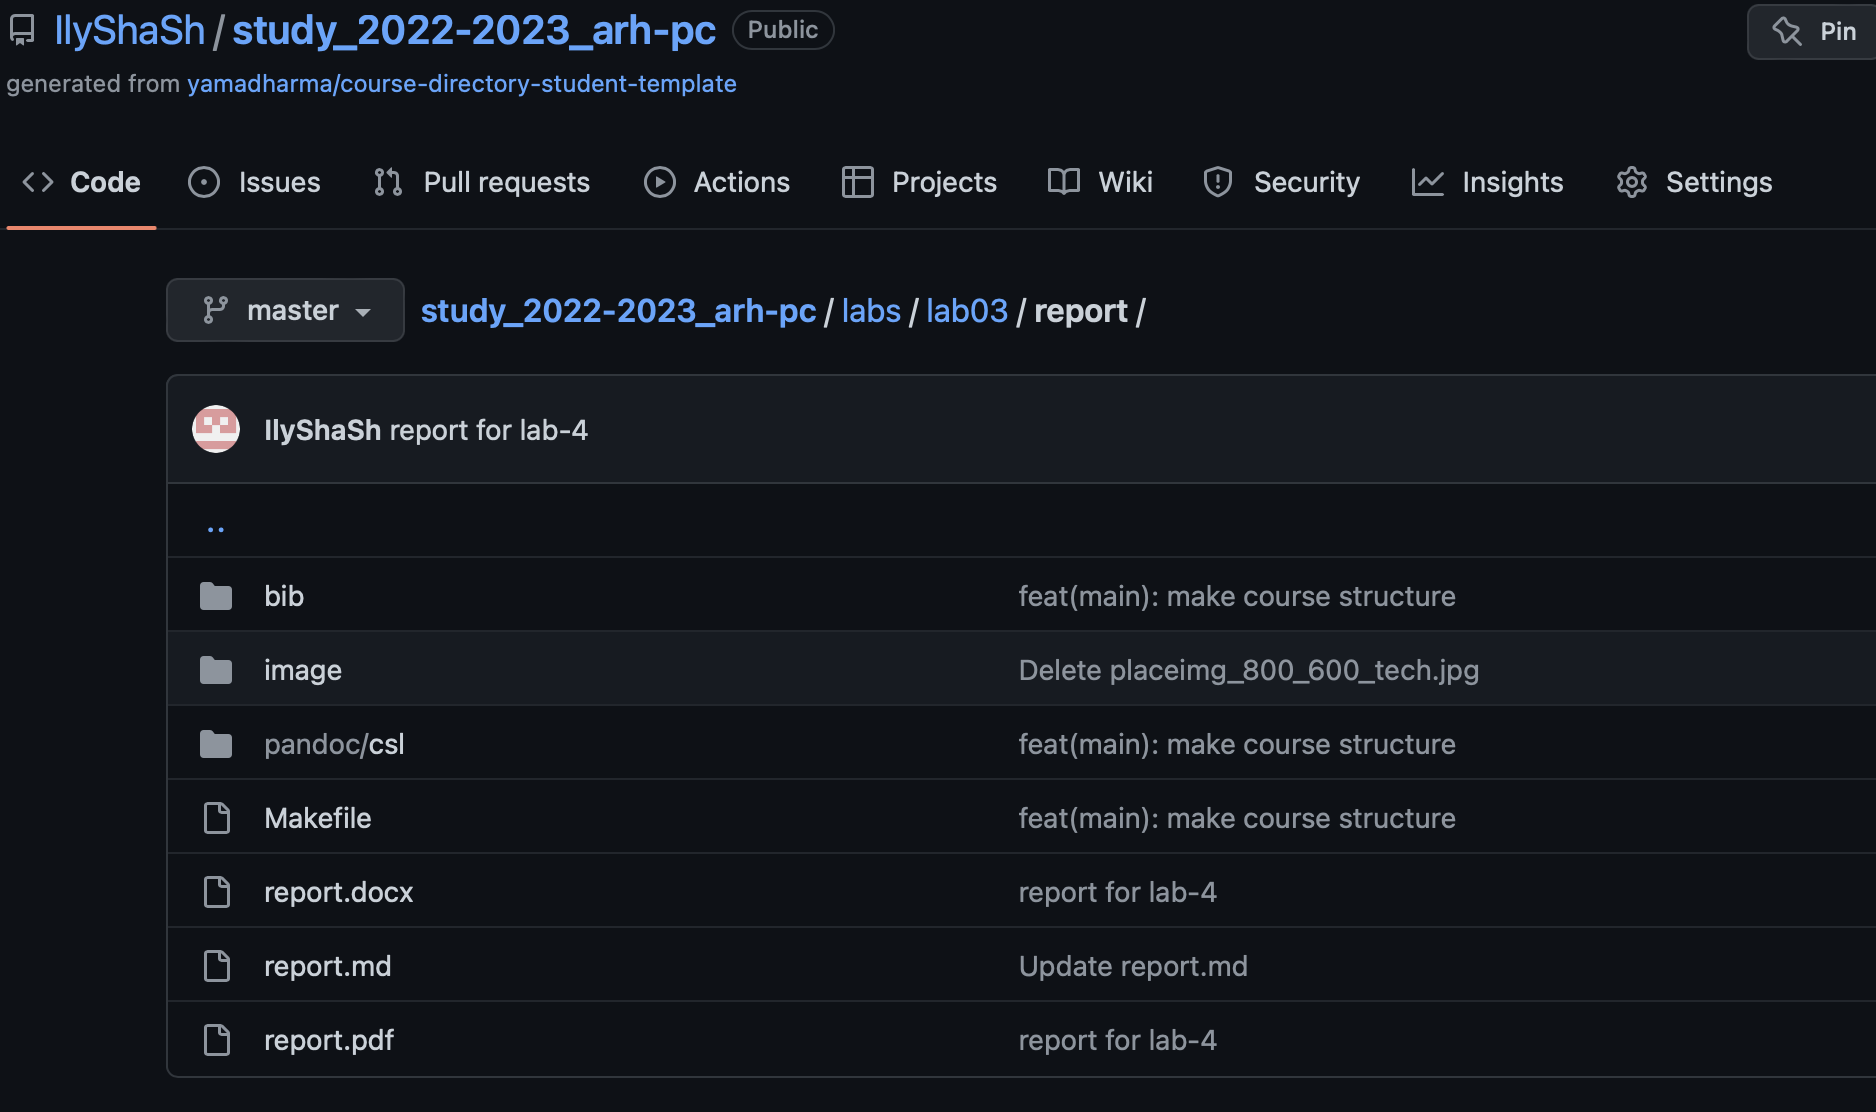 IlyShaSh / study_2022-2023_arh-pc Public Pin
generated from yamadharma/course-directory-student-template
Code Issues Pull requests Actions Projects Wiki Security Insights Settings
master study_2022-2023_arh-pc / labs / lab03 / report /
IlyShaSh report for lab-4
..
bib feat(main): make course structure
image Delete placeimg_800_600_tech.jpg
pandoc/csl feat(main): make course structure
Makefile feat(main): make course structure
report.docx report for lab-4
report.md Update report.md
report.pdf report for lab-4